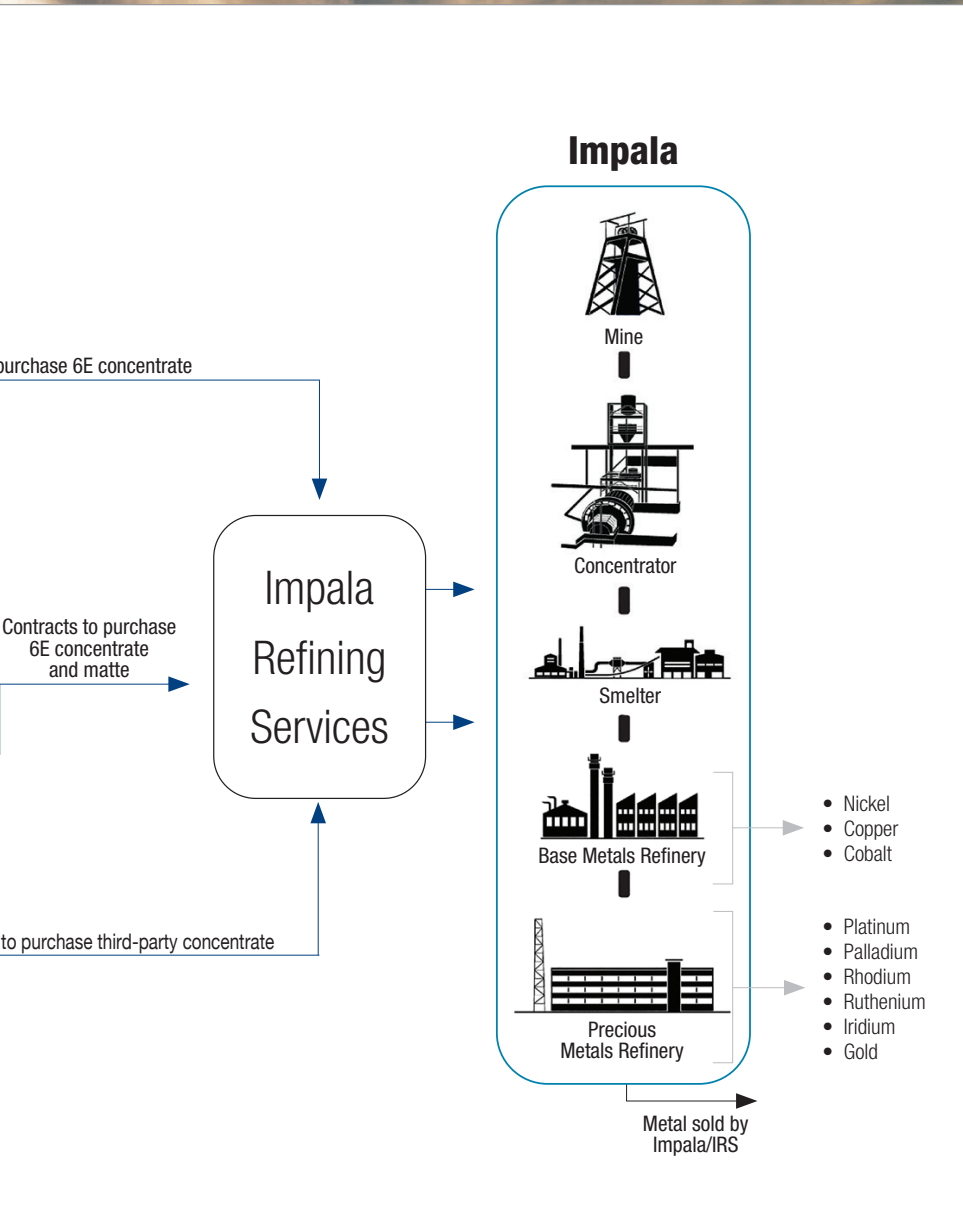 Impala
Mine
purchase 6E concentrate
Concentrator
Impala
Refining
Services
Contracts to purchase
6E concentrate
and matte
Smelter
Base Metals Refinery
• Nickel
• Copper
• Cobalt
to purchase third-party concentrate
Precious
Metals Refinery
• Platinum
• Palladium
• Rhodium
• Ruthenium
• Iridium
• Gold
Metal sold by
Impala/IRS